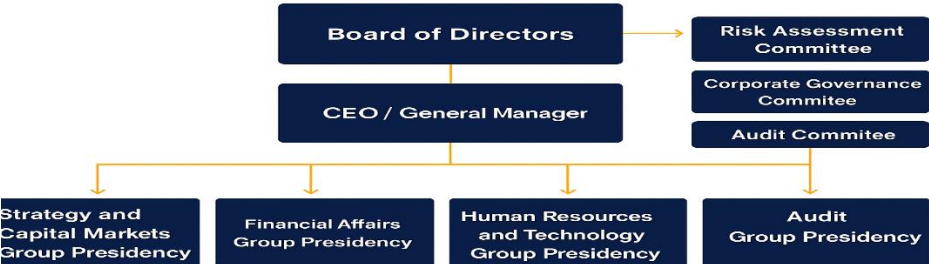 Board of Directors
Risk Assessment
Committee
Corporate Governance
Commitee
CEO / General Manager
Audit Commitee
Strategy and
Capital Markets
Group Presidency
Financial Affairs
Group Presidency
Human Resources
and Technology
Group Presidency
Audit
Group Presidency